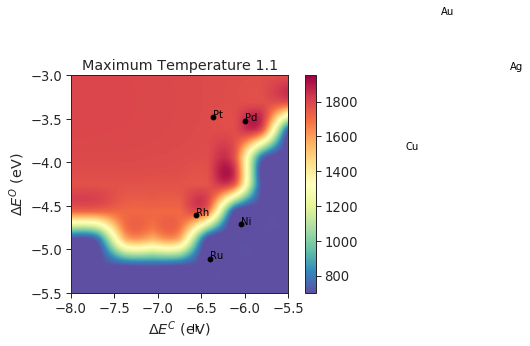 Au
Maximum Temperature 1.1
Ag
−3.0
−3.5
−4.0
−4.5
−5.0
−5.5
ΔE^O (eV)
Pt
Pd
Cu
Rh
Ni
Ru
1800
1600
1400
1200
1000
800
−8.0 −7.5 −7.0 −6.5 −6.0 −5.5
ΔE^C (eV)